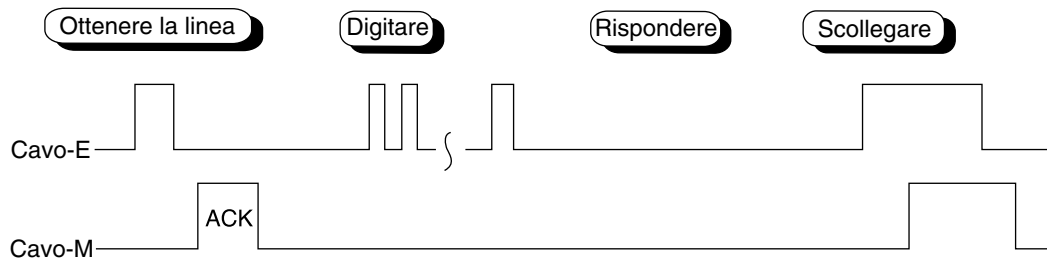 Ottenere la linea
Digitare
Rispondere
Scollegare
Cavo-E
ACK
Cavo-M